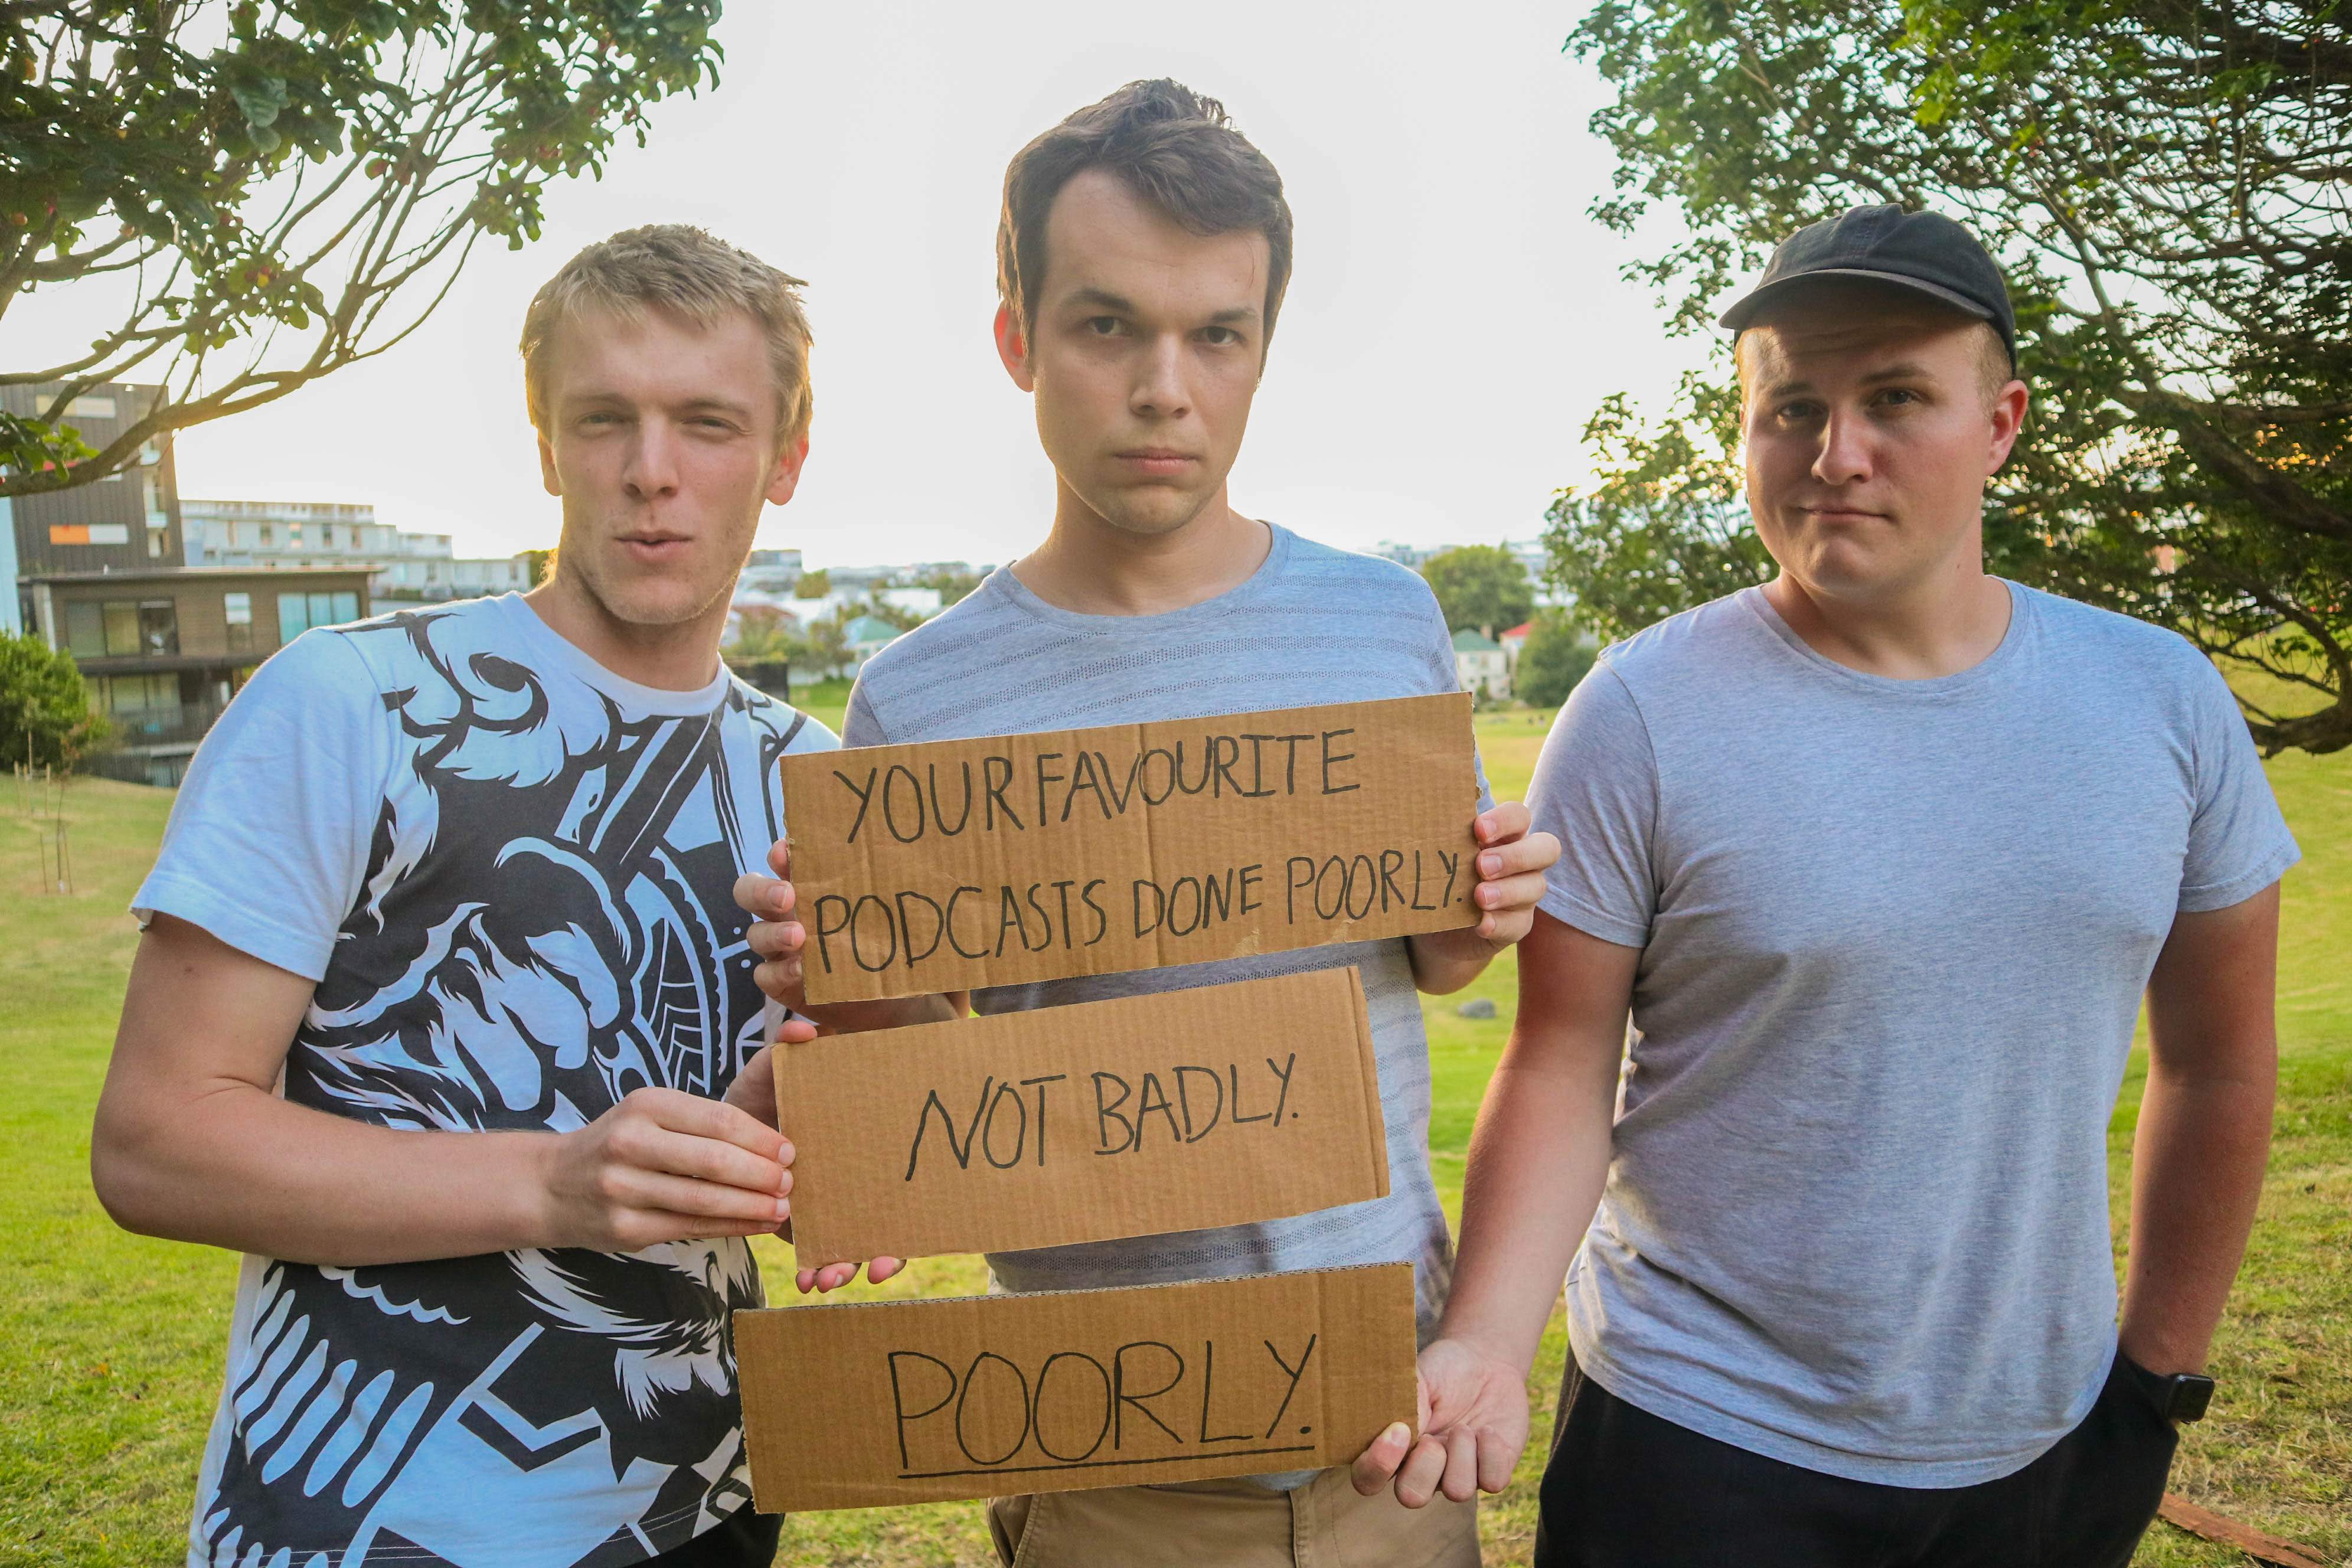 YOUR FAVOURITE
PODCASTS DONE POORLY.
NOT BADLY.
POORLY.